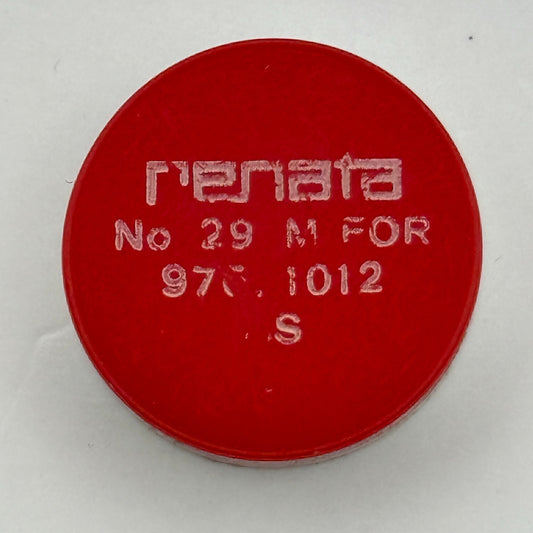 renata
No 29 M FOR
1012
S